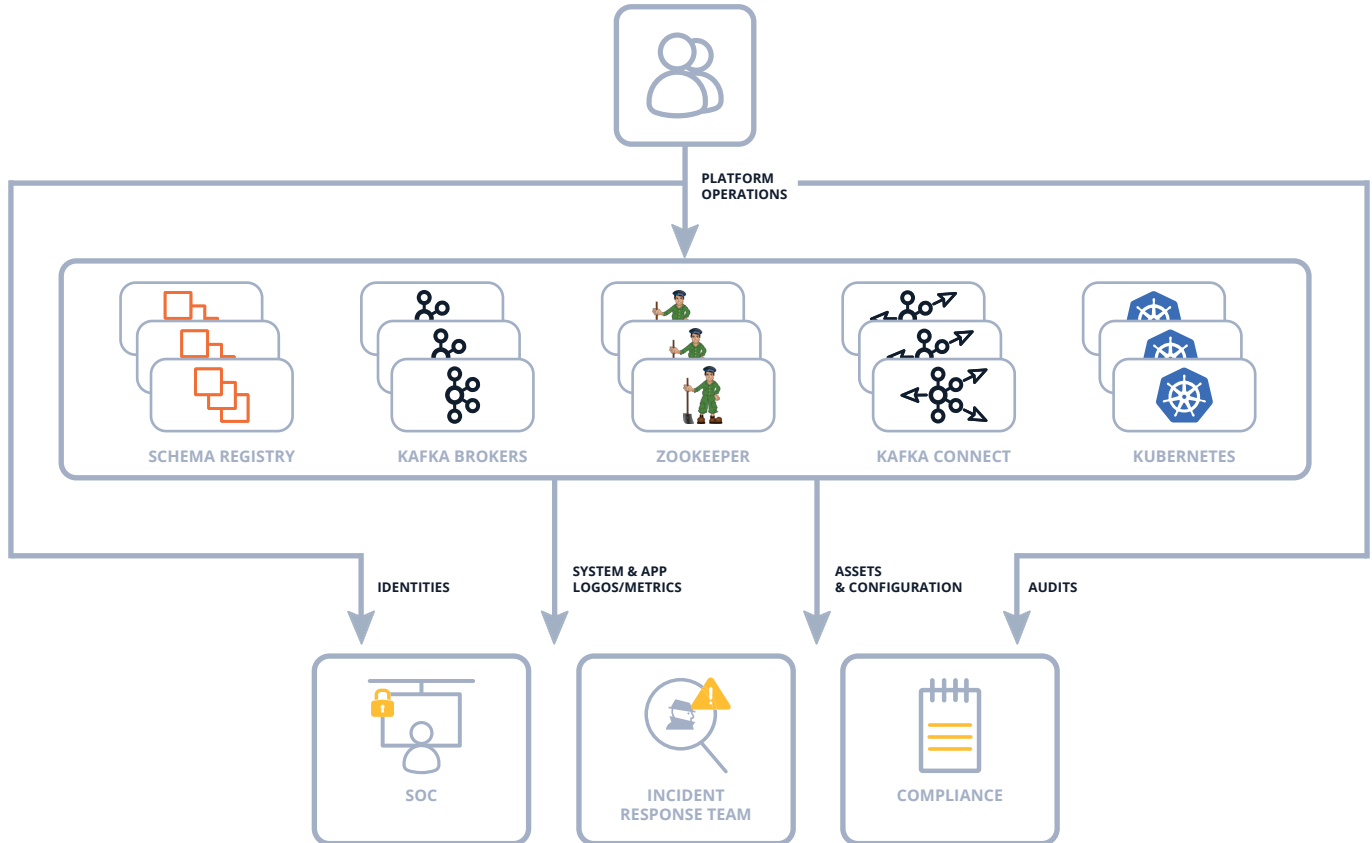 PLATFORM
OPERATIONS
SCHEMA REGISTRY
KAFKA BROKERS
ZOOKEEPER
KAFKA CONNECT
KUBERNETES
IDENTITIES
SYSTEM & APP
LOGOS/METRICS
ASSETS
& CONFIGURATION
AUDITS
SOC
INCIDENT
RESPONSE TEAM
COMPLIANCE